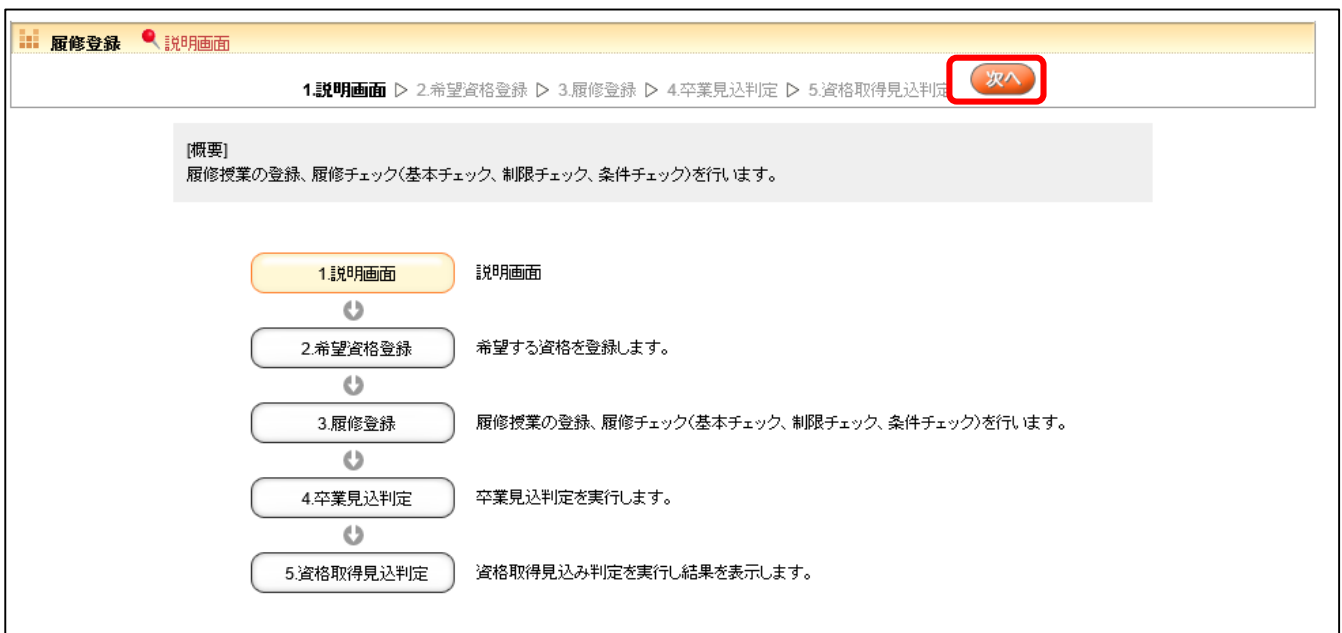 履修登録 説明画面
1.説明画面 ▷ 2.希望資格登録 ▷ 3.履修登録 ▷ 4.卒業見込判定 ▷ 5.資格取得見込判定 次へ
[概要]
履修授業の登録、履修チェック(基本チェック、制限チェック、条件チェック)を行います。
1.説明画面 説明画面
2.希望資格登録 希望する資格を登録します。
3.履修登録 履修授業の登録、履修チェック(基本チェック、制限チェック、条件チェック)を行います。
4.卒業見込判定 卒業見込判定を実行します。
5.資格取得見込判定 資格取得見込み判定を実行し結果を表示します。